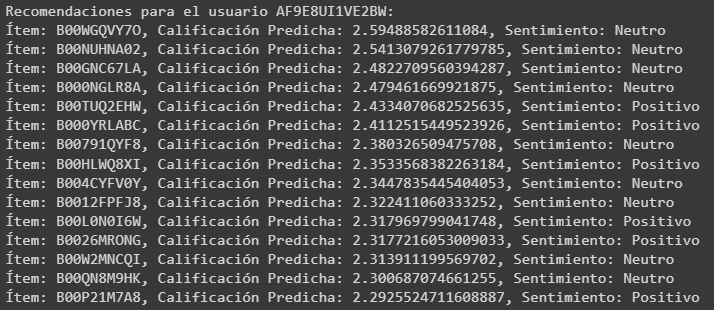 Recomendaciones para el usuario AF9E8UI1VE2BW:
Ítem: B00WGQVY7O, Calificación Predicha: 2.59488582611084, Sentimiento: Neutro
Ítem: B00NUHNA02, Calificación Predicha: 2.5413079261779785, Sentimiento: Neutro
Ítem: B00GNC67LA, Calificación Predicha: 2.4822709560394287, Sentimiento: Neutro
Ítem: B000NGLR8A, Calificación Predicha: 2.479461669921875, Sentimiento: Neutro
Ítem: B00TUQ2EHW, Calificación Predicha: 2.4334070682525635, Sentimiento: Positivo
Ítem: B000YRLABC, Calificación Predicha: 2.4112515449523926, Sentimiento: Positivo
Ítem: B00791QYF8, Calificación Predicha: 2.380326509475708, Sentimiento: Neutro
Ítem: B00HLWQ8XI, Calificación Predicha: 2.3533568382263184, Sentimiento: Positivo
Ítem: B004CYFV0Y, Calificación Predicha: 2.3447835445404053, Sentimiento: Neutro
Ítem: B0012FPFJ8, Calificación Predicha: 2.322411060333252, Sentimiento: Neutro
Ítem: B00L0N0I6W, Calificación Predicha: 2.317969799041748, Sentimiento: Positivo
Ítem: B0026MRONG, Calificación Predicha: 2.3177216053009033, Sentimiento: Positivo
Ítem: B00W2MNCQI, Calificación Predicha: 2.313911199569702, Sentimiento: Neutro
Ítem: B00QN8M9HK, Calificación Predicha: 2.300687074661255, Sentimiento: Neutro
Ítem: B00P21M7A8, Calificación Predicha: 2.2925524711608887, Sentimiento: Positivo